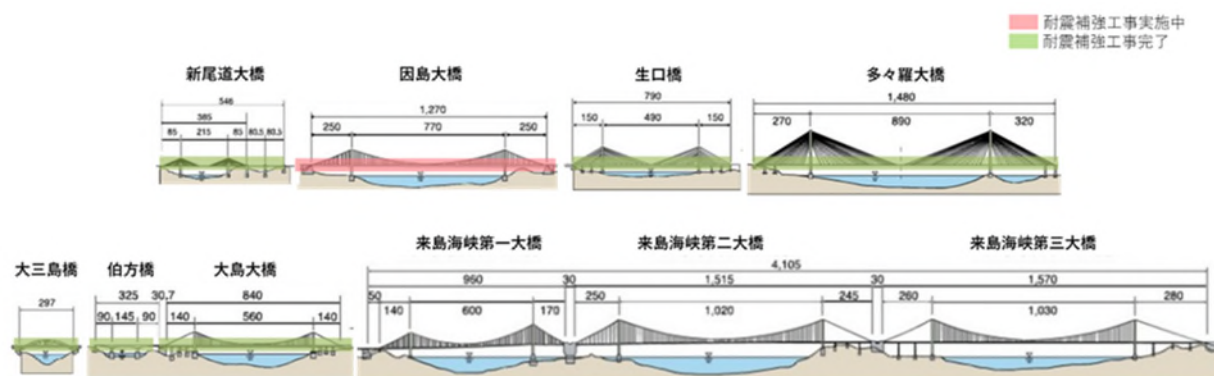 耐震補強工事実施中
耐震補強工事完了
新尾道大橋
因島大橋
生口橋
多々羅大橋
546
385
85 215 85 80.5 80.5
1,270
250 770 250
790
150 490 150
1,480
270 890 320
来島海峡第一大橋
来島海峡第二大橋
来島海峡第三大橋
大三島橋
伯方橋
大島大橋
4,105
297
325 30.7 840
960 30 1,515 30 1,570
90 145 90
140 560 140
50 140 600 170
250 1,020 245
260 1,030 280